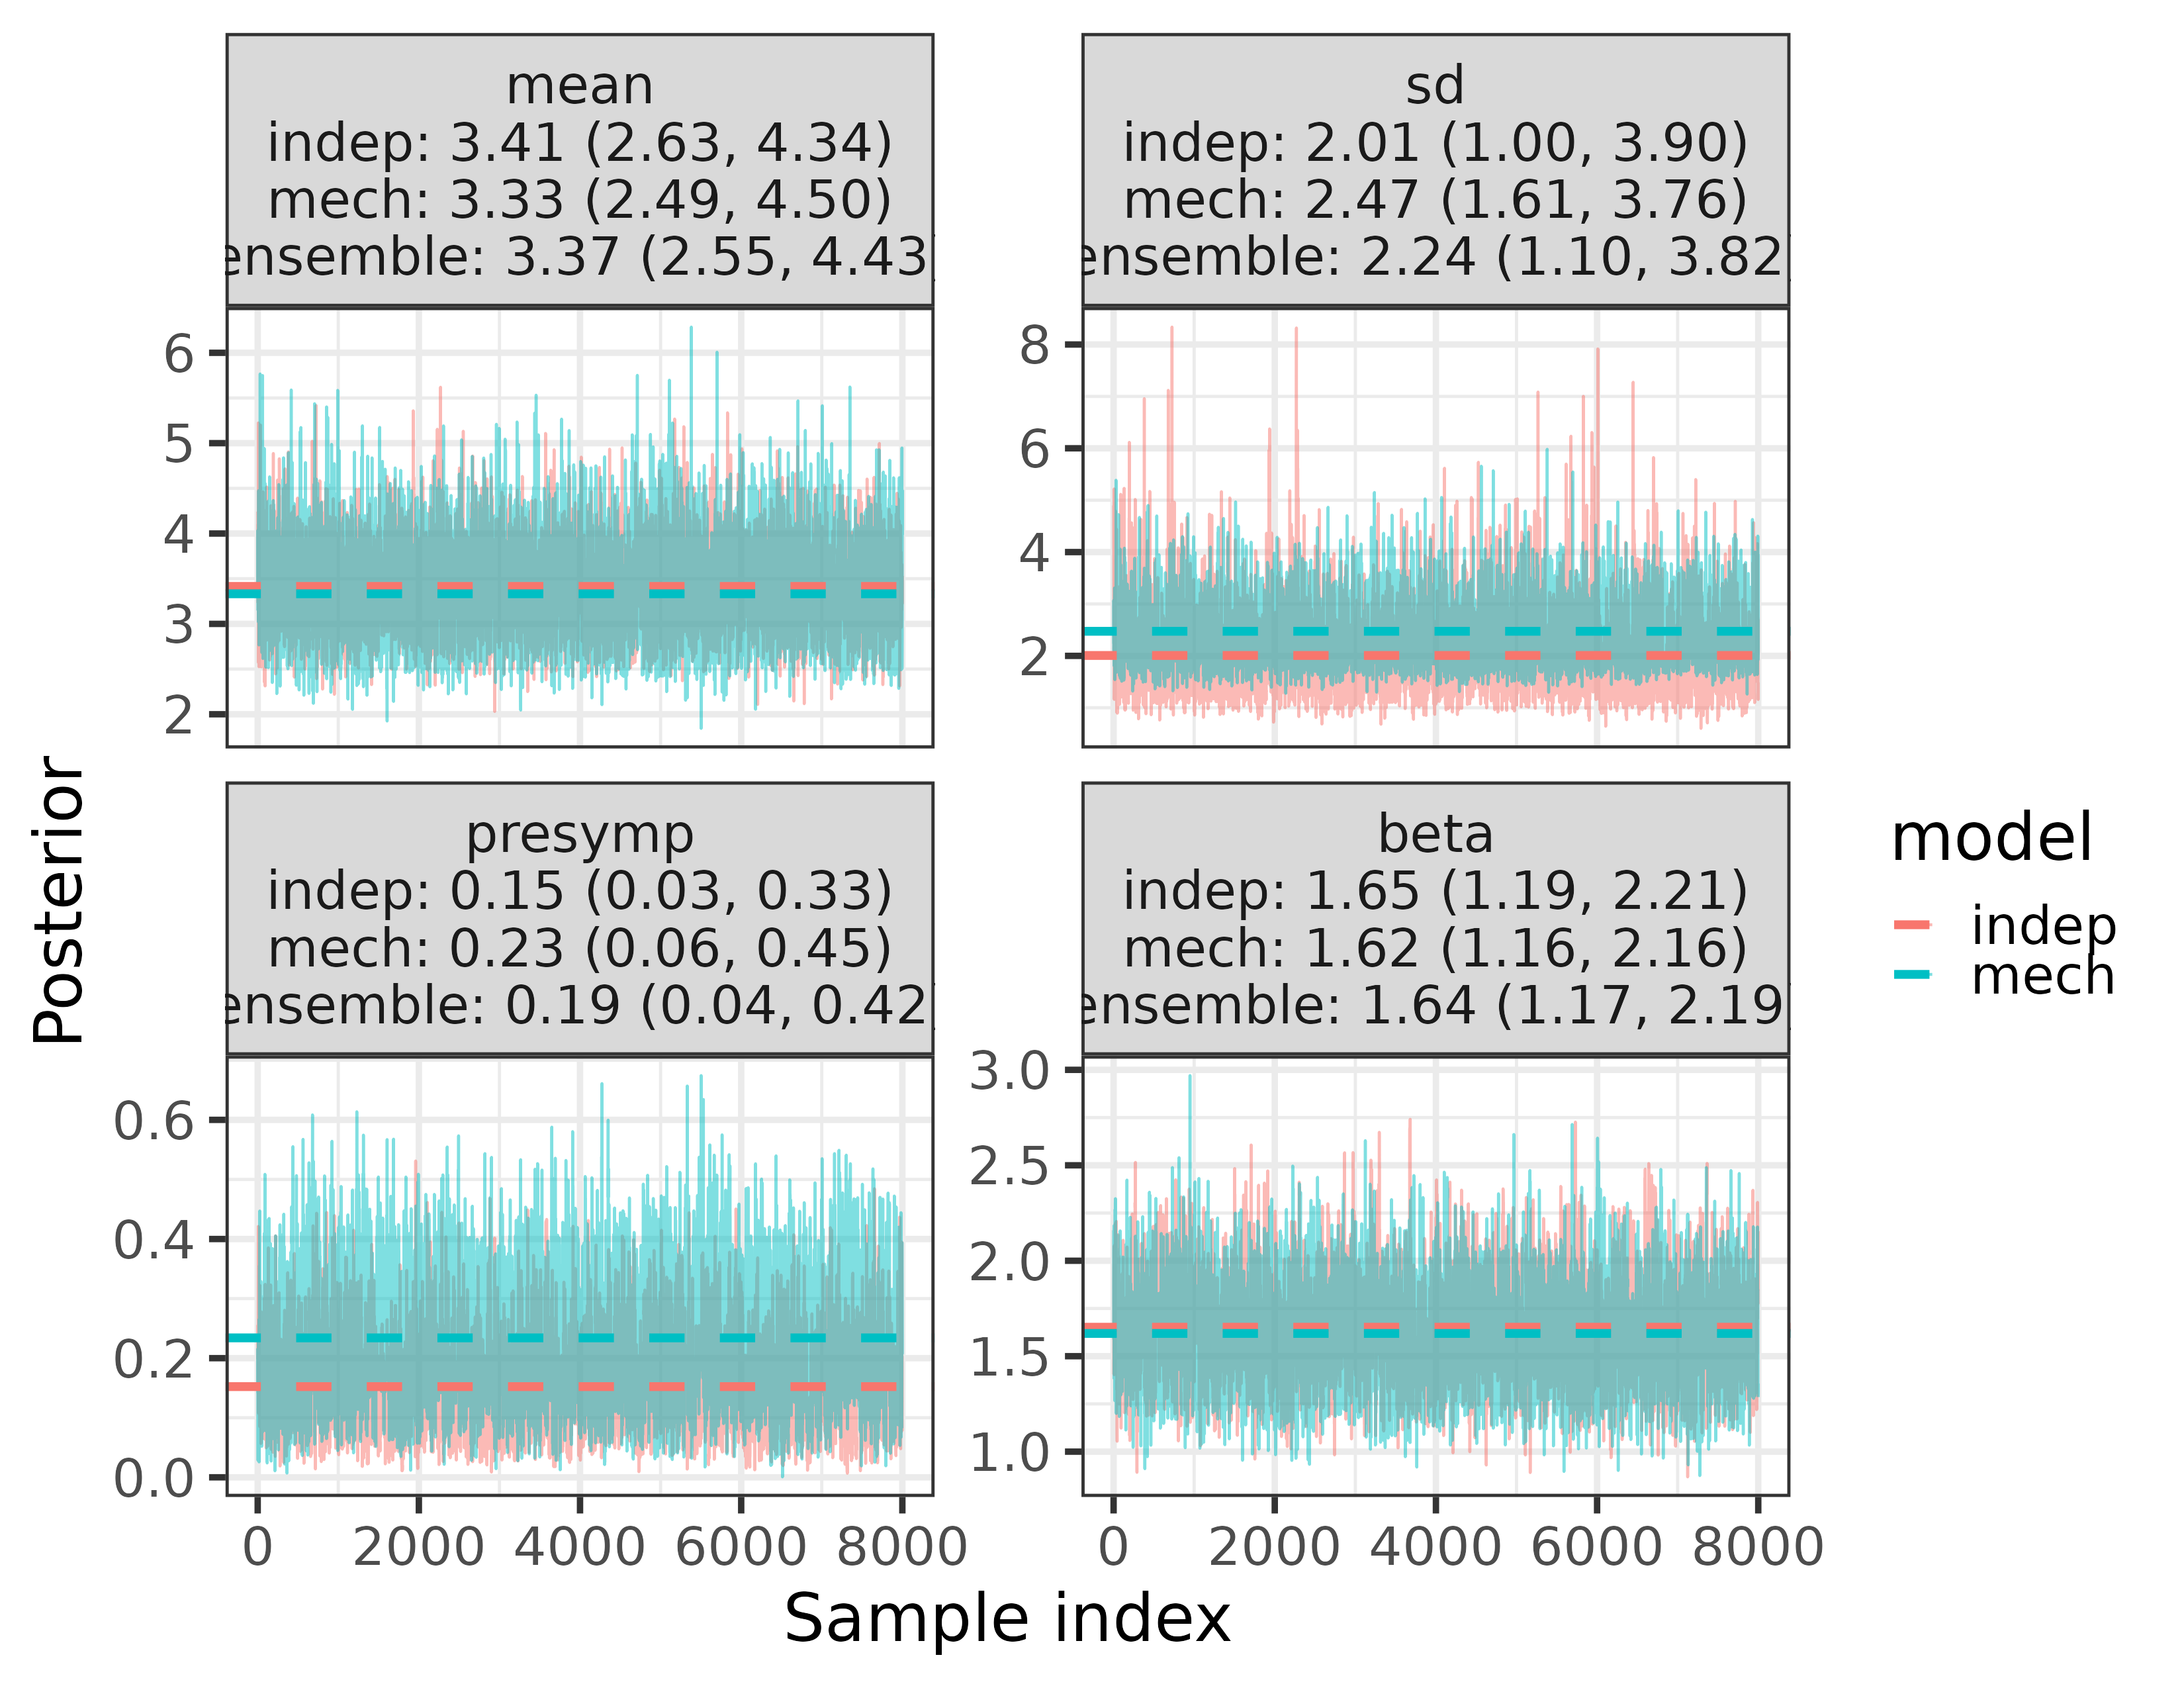 mean
indep: 3.41 (2.63, 4.34)
mech: 3.33 (2.49, 4.50)
ensemble: 3.37 (2.55, 4.43
sd
indep: 2.01 (1.00, 3.90)
mech: 2.47 (1.61, 3.76)
ensemble: 2.24 (1.10, 3.82
6
5
4
3
2
8
6
4
2
presymp
indep: 0.15 (0.03, 0.33)
mech: 0.23 (0.06, 0.45)
ensemble: 0.19 (0.04, 0.42
beta
indep: 1.65 (1.19, 2.21)
mech: 1.62 (1.16, 2.16)
ensemble: 1.64 (1.17, 2.19
0.6
0.4
0.2
0.0
3.0
2.5
2.0
1.5
1.0
0 2000 4000 6000 8000
0 2000 4000 6000 8000
Sample index
Posterior
model
indep
mech